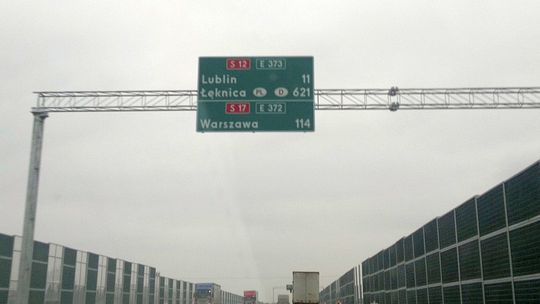 S 12 E 373
Lublin 11
Łęknica PL D 621
S 17 E 372
Warszawa 114